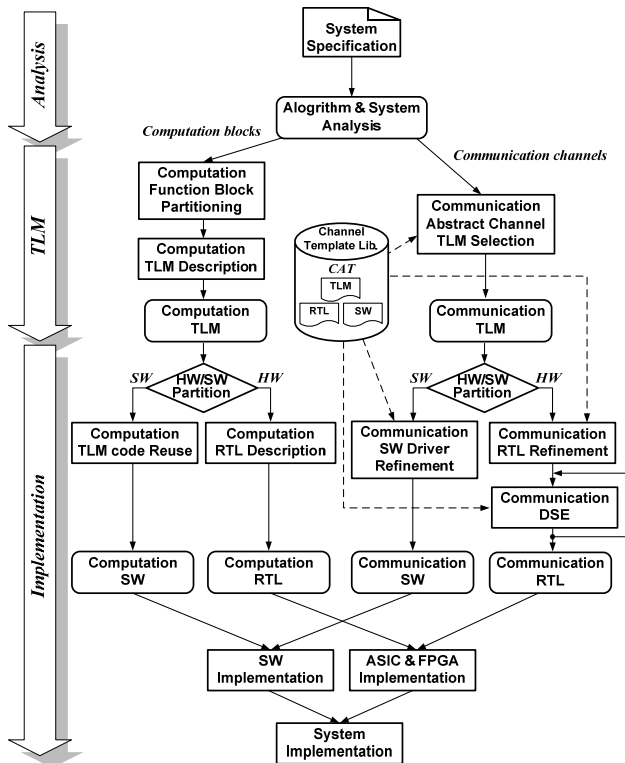 Analysis
TLM
Implementation
System
Specification
Alogrithm & System
Analysis
Computation blocks
Communication channels
Computation
Function Block
Partitioning
Communication
Abstract Channel
TLM Selection
Channel
Template Lib.
CAT
TLM
RTL
SW
Computation
TLM Description
Computation
TLM
Communication
TLM
SW
HW/SW
Partition
HW
SW
HW/SW
Partition
HW
Computation
TLM code Reuse
Computation
RTL Description
Communication
SW Driver
Refinement
Communication
RTL Refinement
Communication
DSE
Computation
SW
Computation
RTL
Communication
SW
Communication
RTL
SW
Implementation
ASIC & FPGA
Implementation
System
Implementation